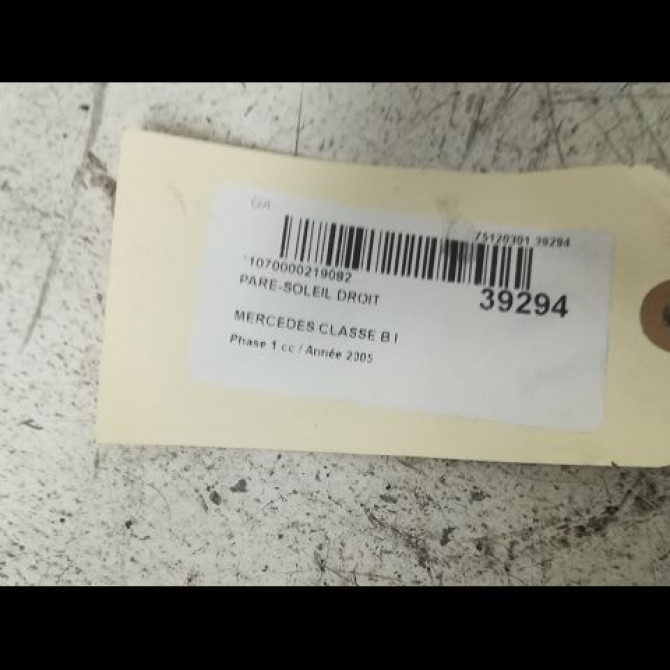 GA
75120301 39294
*1070000219082
PARE-SOLEIL DROIT
39294
MERCEDES CLASSE B I
Phase 1 cc / Année 2005